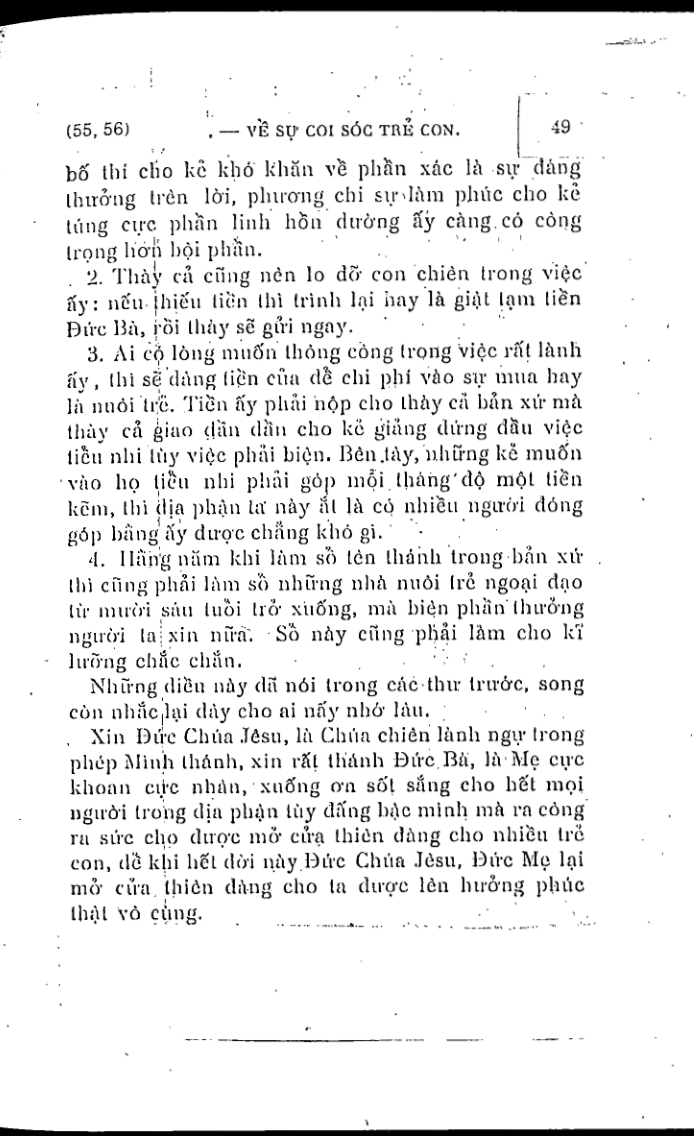 (55, 56) — VỀ SỰ COI SÓC TRẺ CON. 49
bố thí cho kẻ khó khăn về phần xác là sự đáng
thưởng trên lời, phương chi sự làm phúc cho kẻ
túng cực phần linh hồn dường ấy càng có công
trọng hơn bội phần.
2. Thày cả cũng nên lo đỡ con chiên trong việc
ấy: nếu thiếu tiền thì trình lại hay là giật tạm tiền
Đức Bà, rồi thày sẽ gửi ngay.
3. Ai có lòng muốn thông công trong việc rất lành
ấy, thì sẽ dâng tiền của để chi phí vào sự mua hay
là nuôi trẻ. Tiền ấy phải nộp cho thày cả bản xứ mà
thày cả giao dần dần cho kẻ giảng đứng đầu việc
tiểu nhi tùy việc phải biện. Bên tây, những kẻ muốn
vào họ tiểu nhi phải góp mỗi tháng độ một tiền
kẽm, thì địa phận ta này ắt là có nhiều người đóng
góp bằng ấy được chẳng khó gì.
4. Hằng năm khi làm sổ tên thánh trong bản xứ
thì cũng phải làm sổ những nhà nuôi trẻ ngoại đạo
từ mười sáu tuổi trở xuống, mà biện phần thưởng
người ta xin nữa. Sổ này cũng phải làm cho kĩ
lưỡng chắc chắn.
Những điều này đã nói trong các thư trước, song
còn nhắc lại đây cho ai nấy nhớ lâu.
Xin Đức Chúa Jêsu, là Chúa chiên lành ngự trong
phép Mình thánh, xin rất thánh Đức Bà, là Mẹ cực
khoan cực nhân, xuống ơn sốt sắng cho hết mọi
người trong địa phận tùy đấng bậc mình mà ra công
ra sức cho được mở cửa thiên đàng cho nhiều trẻ
con, để khi hết đời này Đức Chúa Jêsu, Đức Mẹ lại
mở cửa thiên đàng cho ta được lên hưởng phúc
thật vô cùng.